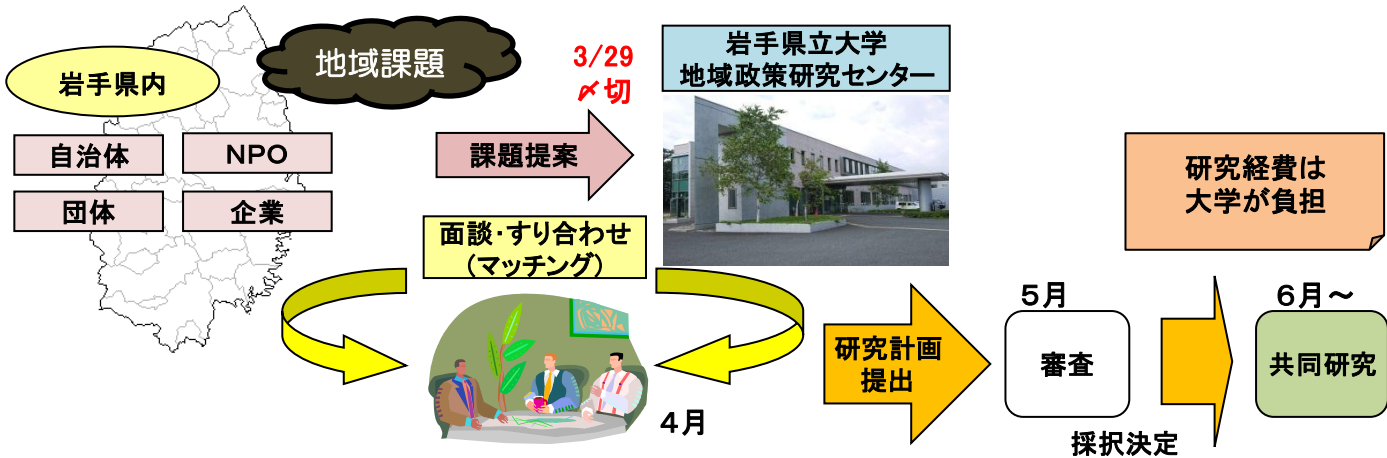 岩手県内
地域課題
自治体
NPO
団体
企業
3/29
〆切
課題提案
岩手県立大学
地域政策研究センター
面談・すり合わせ
(マッチング)
4月
研究計画
提出
5月
審査
採択決定
研究経費は
大学が負担
6月～
共同研究